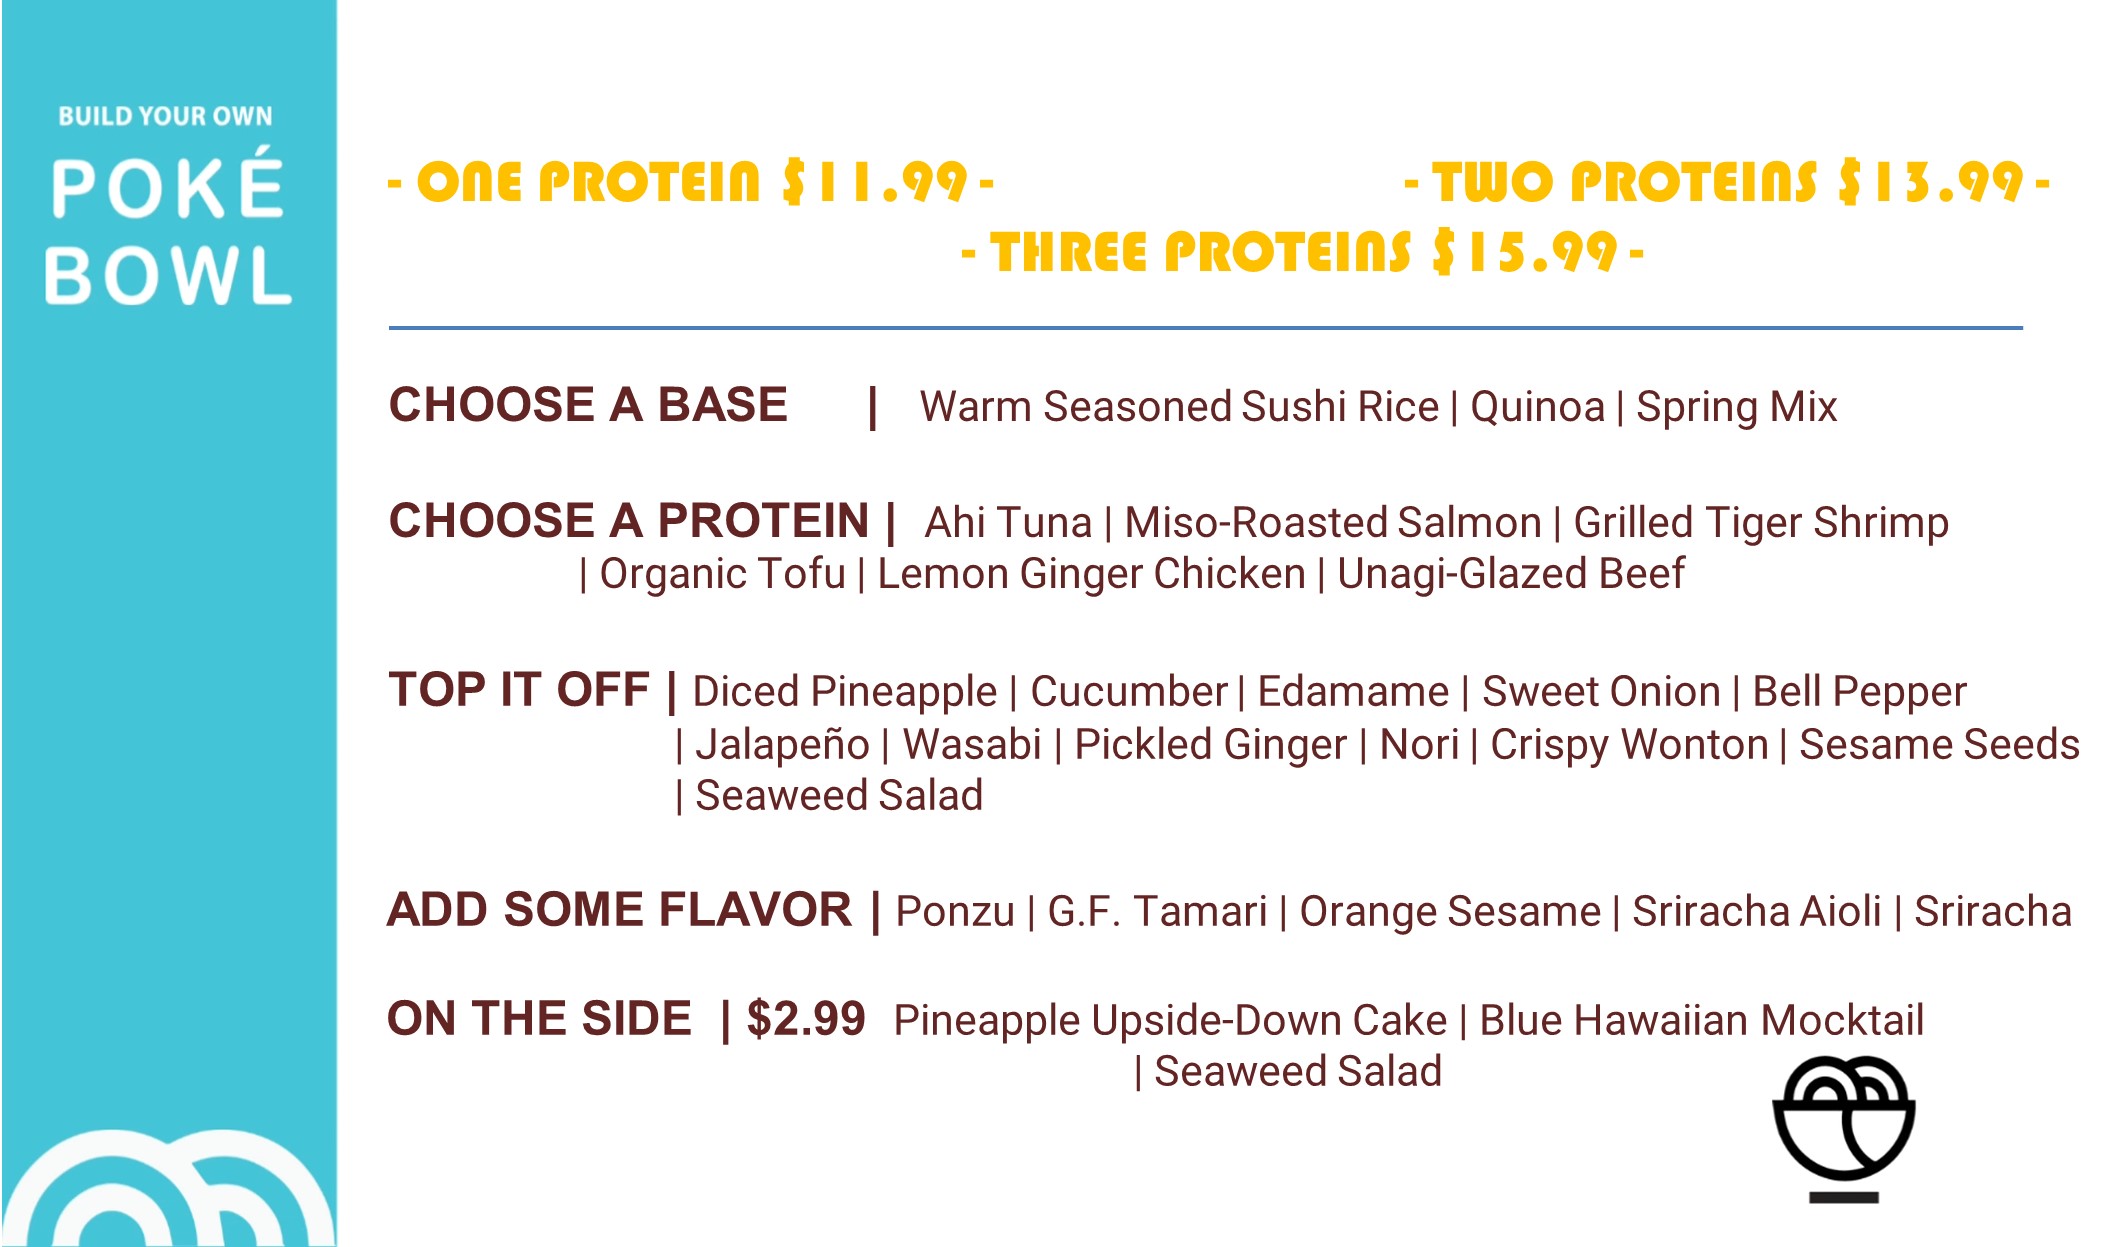 BUILD YOUR OWN
POKÉ
BOWL
- ONE PROTEIN $11.99 - - TWO PROTEINS $13.99 -
- THREE PROTEINS $15.99 -
CHOOSE A BASE | Warm Seasoned Sushi Rice | Quinoa | Spring Mix
CHOOSE A PROTEIN | Ahi Tuna | Miso-Roasted Salmon | Grilled Tiger Shrimp
| Organic Tofu | Lemon Ginger Chicken | Unagi-Glazed Beef
TOP IT OFF | Diced Pineapple | Cucumber | Edamame | Sweet Onion | Bell Pepper
| Jalapeño | Wasabi | Pickled Ginger | Nori | Crispy Wonton | Sesame Seeds
| Seaweed Salad
ADD SOME FLAVOR | Ponzu | G.F. Tamari | Orange Sesame | Sriracha Aioli | Sriracha
ON THE SIDE | $2.99 Pineapple Upside-Down Cake | Blue Hawaiian Mocktail
| Seaweed Salad